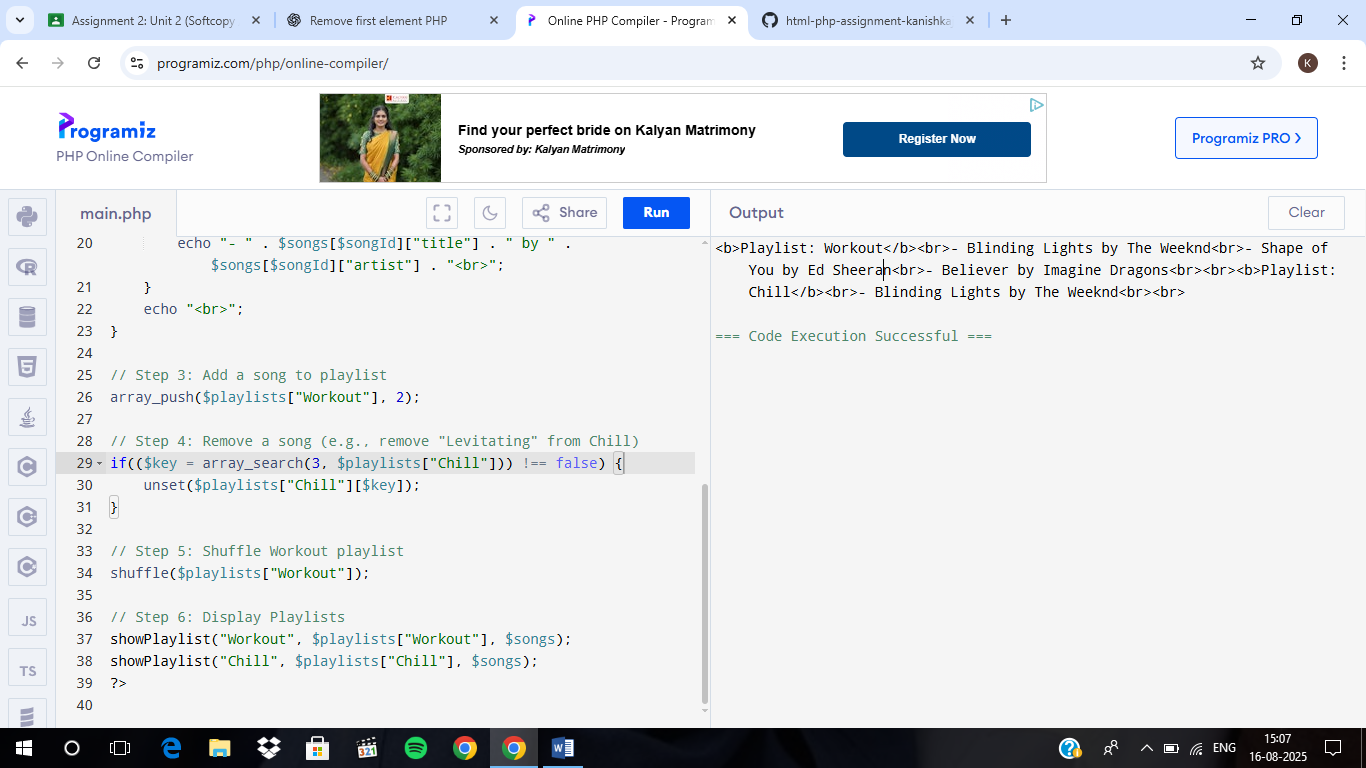 Assignment 2: Unit 2 (Softcopy
Remove first element PHP
Online PHP Compiler - Program
html-php-assignment-kanishka
programiz.com/php/online-compiler/
K
Programiz
PHP Online Compiler
Find your perfect bride on Kalyan Matrimony
Sponsored by: Kalyan Matrimony
Register Now
Programiz PRO >
main.php
Share
Run
Output
Clear
20 echo "- " . $songs[$songId]["title"] . " by " .
$songs[$songId]["artist"] . "<br>";
21 }
22 echo "<br>";
23 }
24
25 // Step 3: Add a song to playlist
26 array_push($playlists["Workout"], 2);
27
28 // Step 4: Remove a song (e.g., remove "Levitating" from Chill)
29 if(($key = array_search(3, $playlists["Chill"])) !== false) {
30 unset($playlists["Chill"][$key]);
31 }
32
33 // Step 5: Shuffle Workout playlist
34 shuffle($playlists["Workout"]);
35
36 // Step 6: Display Playlists
37 showPlaylist("Workout", $playlists["Workout"], $songs);
38 showPlaylist("Chill", $playlists["Chill"], $songs);
39 ?>
40
<b>Playlist: Workout</b><br>- Blinding Lights by The Weeknd<br>- Shape of
You by Ed Sheeran<br>- Believer by Imagine Dragons<br><br><b>Playlist:
Chill</b><br>- Blinding Lights by The Weeknd<br><br>
=== Code Execution Successful ===
JS
TS
321
ENG
15:07
16-08-2025